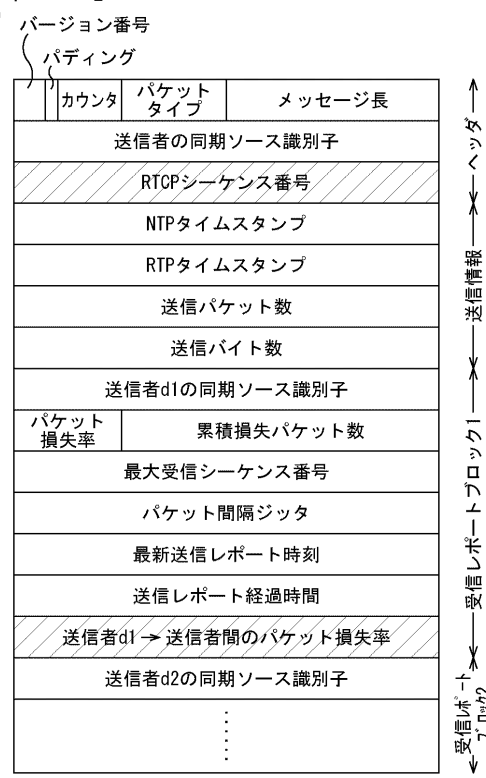 バージョン番号
パディング
カウンタ
パケット
タイプ
メッセージ長
送信者の同期ソース識別子
RTCPシーケンス番号
ヘッダ
NTPタイムスタンプ
RTPタイムスタンプ
送信パケット数
送信バイト数
送信情報
送信者d1の同期ソース識別子
パケット
損失率
累積損失パケット数
最大受信シーケンス番号
パケット間隔ジッタ
最新送信レポート時刻
送信レポート経過時間
送信者d1→送信者間のパケット損失率
受信レポートブロック1
送信者d2の同期ソース識別子
受信レポート
ブロック2